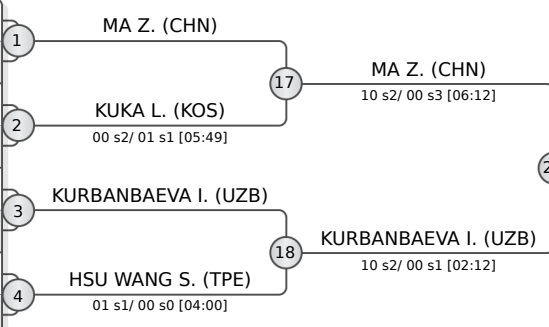 MA Z. (CHN)
1
17
MA Z. (CHN)
10 s2/ 00 s3 [06:12]
KUKA L. (KOS)
2
00 s2/ 01 s1 [05:49]
2
KURBANBAEVA I. (UZB)
3
18
KURBANBAEVA I. (UZB)
10 s2/ 00 s1 [02:12]
HSU WANG S. (TPE)
4
01 s1/ 00 s0 [04:00]